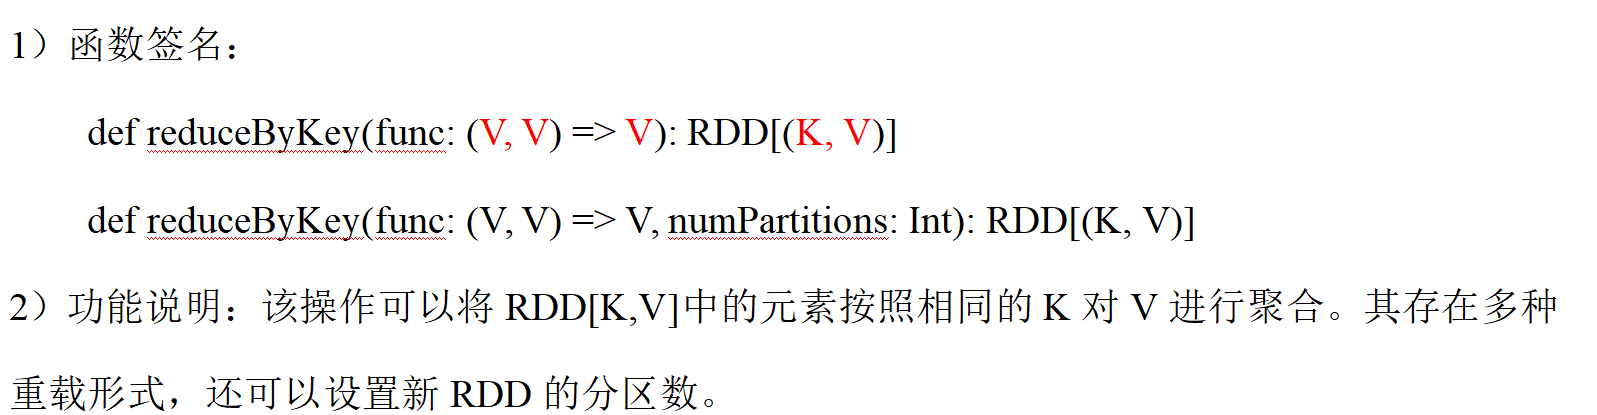 1）函数签名：
def reduceByKey(func: (V, V) => V): RDD[(K, V)]
def reduceByKey(func: (V, V) => V, numPartitions: Int): RDD[(K, V)]
2）功能说明：该操作可以将 RDD[K,V]中的元素按照相同的 K 对 V 进行聚合。其存在多种
重载形式，还可以设置新 RDD 的分区数。